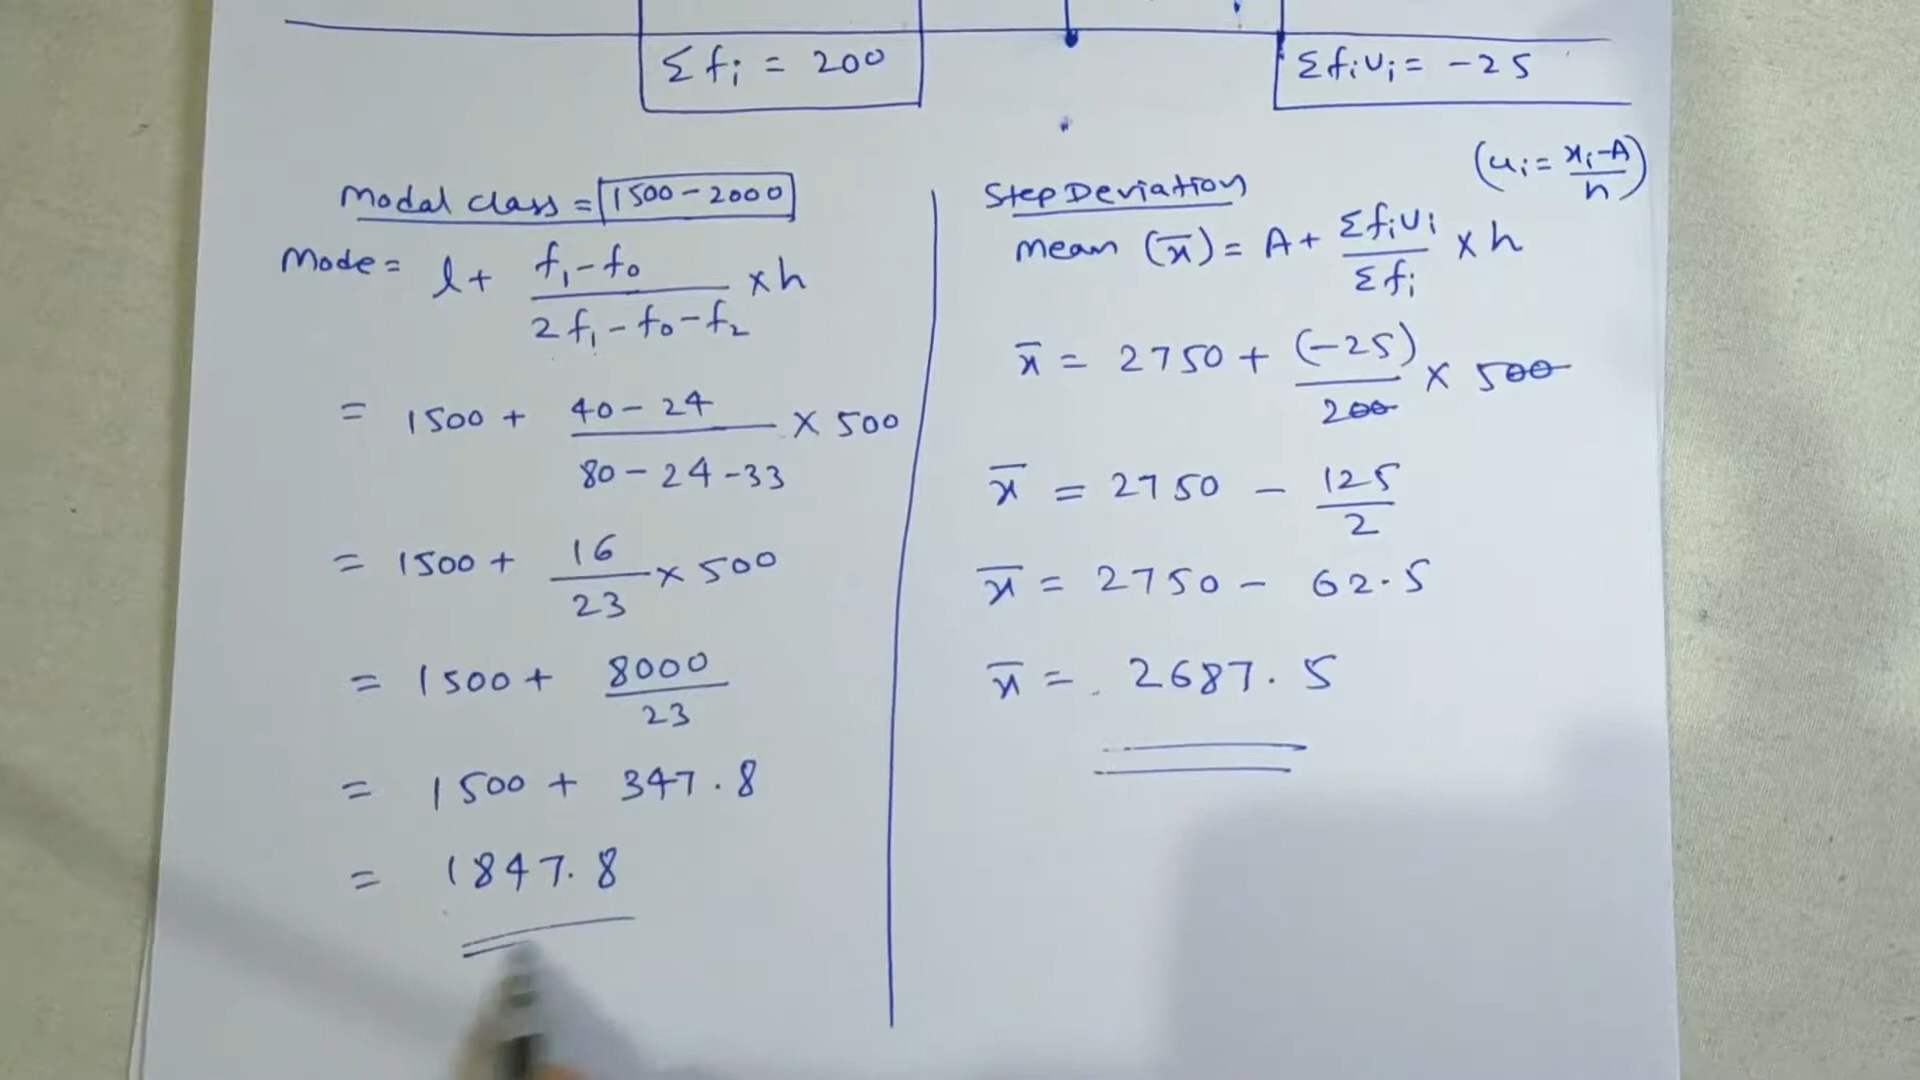 Σfi = 200
Σfiui = -25
Modal class = 1500-2000
Mode = l + (f1-f0)/(2f1-f0-f2) × h
= 1500 + (40-24)/(80-24-33) × 500
= 1500 + 16/23 × 500
= 1500 + 8000/23
= 1500 + 347.8
= 1847.8
(ui = (xi-A)/h)
Step Deviation
mean (x̄) = A + Σfiui/Σfi × h
x̄ = 2750 + (-25)/200 × 500
x̄ = 2750 - 125/2
x̄ = 2750 - 62.5
x̄ = 2687.5